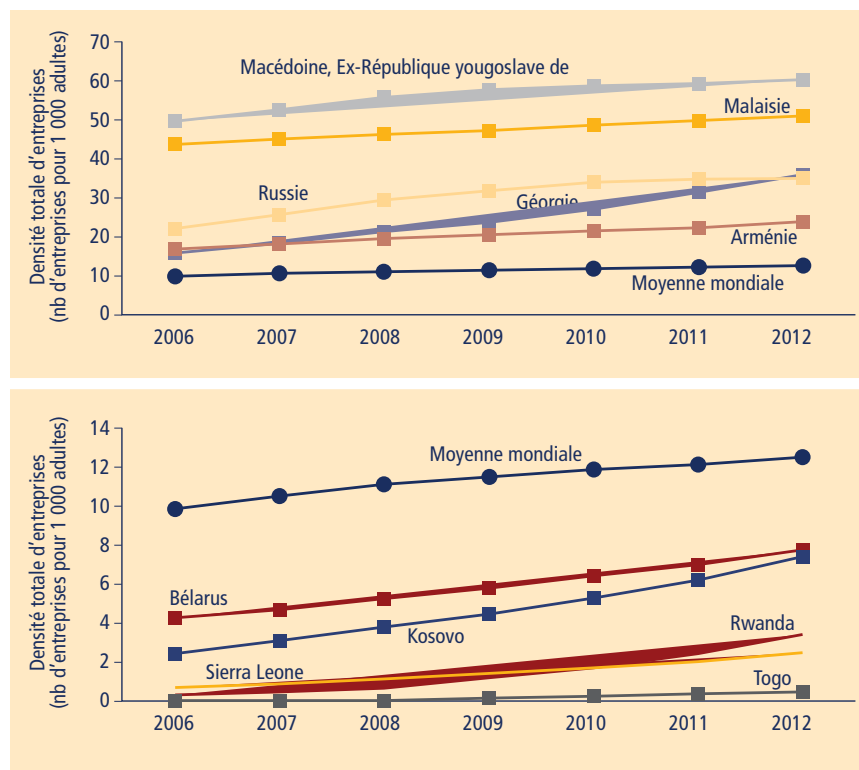 Densité totale d'entreprises
(nb d'entreprises pour 1 000 adultes)
70
60
50
40
30
20
10
0
Macédoine, Ex-République yougoslave de
Malaisie
Russie
Géorgie
Arménie
Moyenne mondiale
2006 2007 2008 2009 2010 2011 2012
Densité totale d'entreprises
(nb d'entreprises pour 1 000 adultes)
14
12
10
8
6
4
2
0
Moyenne mondiale
Bélarus
Kosovo
Rwanda
Sierra Leone
Togo
2006 2007 2008 2009 2010 2011 2012